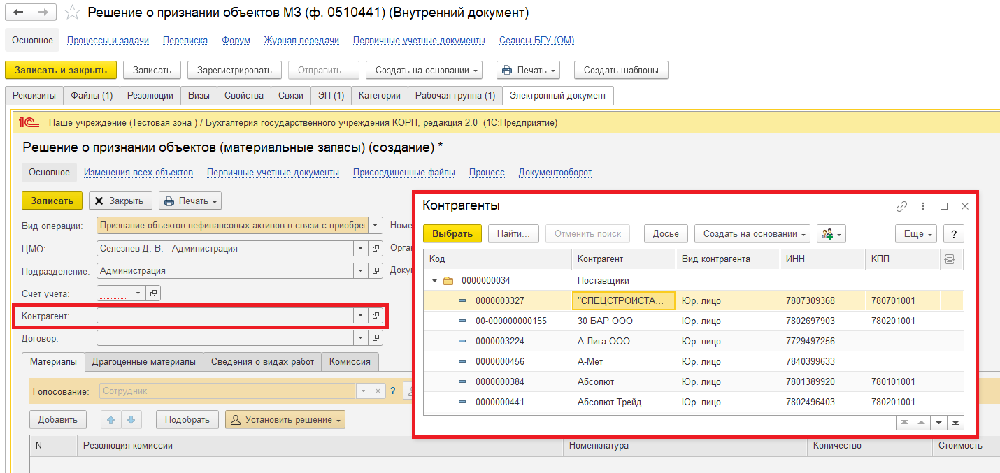 Решение о признании объектов МЗ (ф. 0510441) (Внутренний документ)
Основное Процессы и задачи Переписка Форум Журнал передачи Первичные учетные документы Сеансы БГУ (ОМ)
Записать и закрыть Записать Зарегистрировать Отправить... Создать на основании Печать Создать шаблоны
Реквизиты Файлы (1) Резолюции Визы Свойства Связи ЭП (1) Категории Рабочая группа (1) Электронный документ
1С Наше учреждение (Тестовая зона ) / Бухгалтерия государственного учреждения КОРП, редакция 2.0 (1С:Предприятие)
Решение о признании объектов (материальные запасы) (создание) *
Основное Изменения всех объектов Первичные учетные документы Присоединенные файлы Процесс Документооборот
Записать Закрыть Печать
Вид операции: Признание объектов нефинансовых активов в связи с приобрет Номе
ЦМО: Селезнев Д. В. - Администрация Орган
Подразделение: Администрация Доку
Счет учета:
Контрагент:
Договор:
Материалы Драгоценные материалы Сведения о видах работ Комиссия
Голосование: Сотрудник ?
Добавить Подобрать Установить решение
N Резолюция комиссии Номенклатура Количество Стоимость
Контрагенты
Выбрать Найти... Отменить поиск Досье Создать на основании Еще ?
Код Контрагент Вид контрагента ИНН КПП
0000000034 Поставщики
0000003327 "СПЕЦСТРОЙСТА... Юр. лицо 7807309368 780701001
00-000000000155 30 БАР ООО Юр. лицо 7802697903 780201001
0000003224 А-Лига ООО Юр. лицо 7729497256
0000000456 А-Мет Юр. лицо 7840399633
0000000384 Абсолют Юр. лицо 7801389920 780101001
0000000441 Абсолют Трейд Юр. лицо 7802496403 780201001